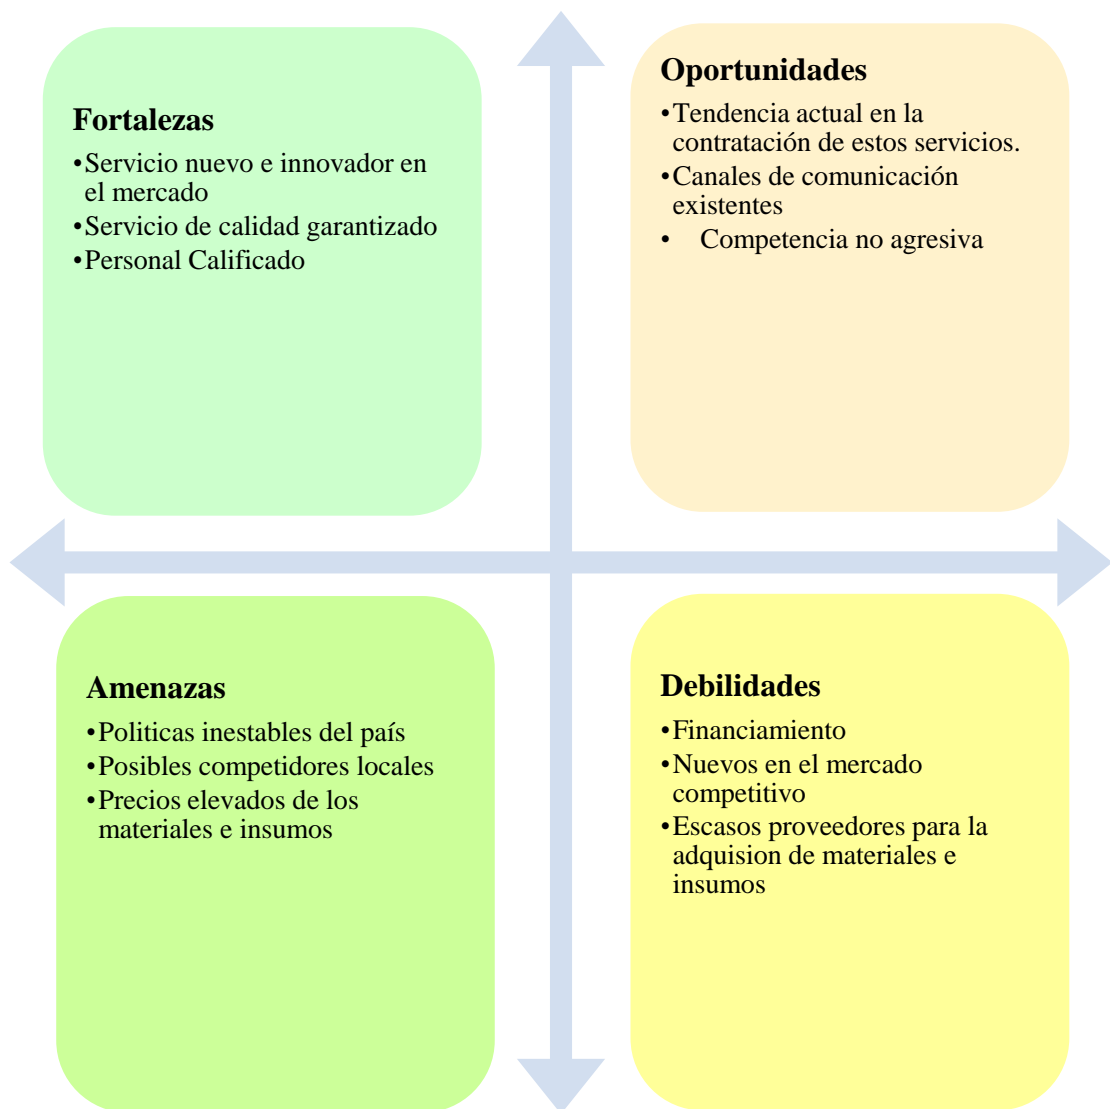 Fortalezas
•Servicio nuevo e innovador en
el mercado
•Servicio de calidad garantizado
•Personal Calificado
Oportunidades
•Tendencia actual en la
contratación de estos servicios.
•Canales de comunicación
existentes
• Competencia no agresiva
Amenazas
•Politicas inestables del país
•Posibles competidores locales
•Precios elevados de los
materiales e insumos
Debilidades
•Financiamiento
•Nuevos en el mercado
competitivo
•Escasos proveedores para la
adquision de materiales e
insumos